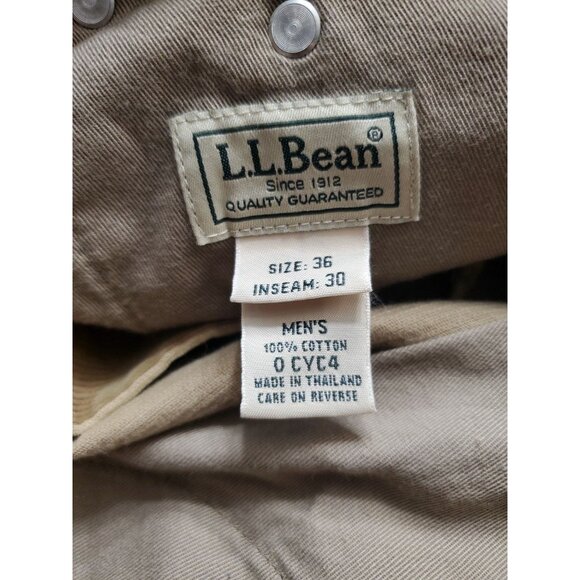 L.L.Bean®
Since 1912
QUALITY GUARANTEED
SIZE: 36
INSEAM: 30
MEN'S
100% COTTON
0 CYC4
MADE IN THAILAND
CARE ON REVERSE